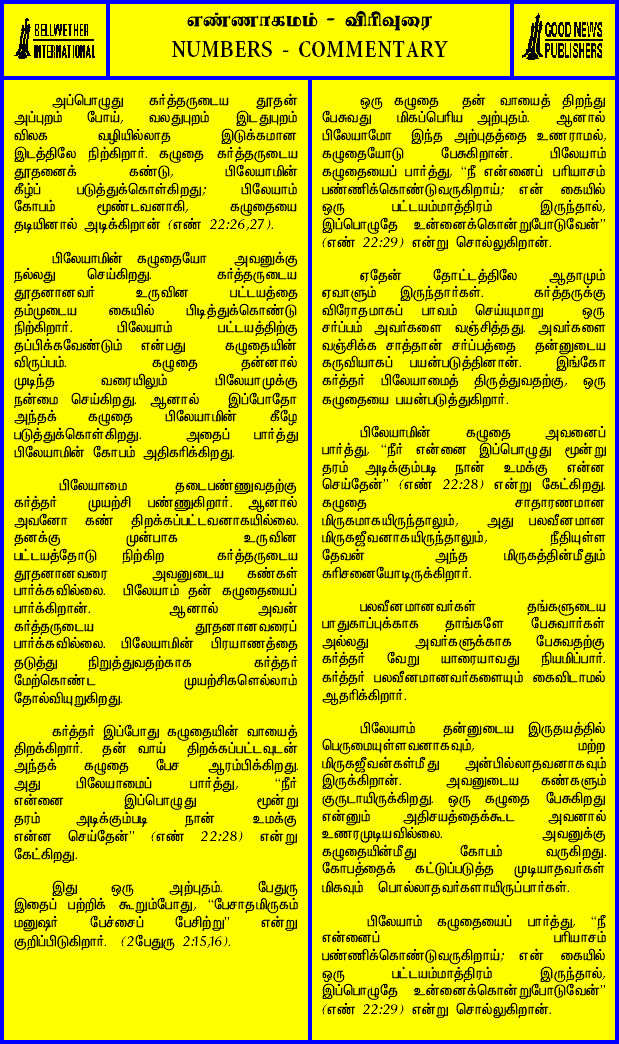 BELLWETHER
INTERNATIONAL
எண்ணாகமம் - விரிவுரை
NUMBERS - COMMENTARY
GOOD NEWS
PUBLISHERS
அப்பொழுது கர்த்தருடைய தூதன்
அப்புறம் போய், வலதுபுறம் இடதுபுறம்
விலக வழியில்லாத இடுக்கமான
இடத்திலே நிற்கிறார். கழுதை கர்த்தருடைய
தூதனைக் கண்டு, பிலேயாமின்
கீழ்ப் படுத்துக்கொள்கிறது; பிலேயாம்
கோபம் மூண்டவனாகி, கழுதையை
தடியினால் அடிக்கிறான் (எண் 22:26,27).
பிலேயாமின் கழுதையோ அவனுக்கு
நல்லது செய்கிறது. கர்த்தருடைய
தூதனானவர் உருவின பட்டயத்தை
தம்முடைய கையில் பிடித்துக்கொண்டு
நிற்கிறார். பிலேயாம் பட்டயத்திற்கு
தப்பிக்கவேண்டும் என்பது கழுதையின்
விருப்பம். கழுதை தன்னால்
முடிந்த வரையிலும் பிலேயாமுக்கு
நன்மை செய்கிறது. ஆனால் இப்போதோ
அந்தக் கழுதை பிலேயாமின் கீழே
படுத்துக்கொள்கிறது. அதைப் பார்த்து
பிலேயாமின் கோபம் அதிகரிக்கிறது.
பிலேயாமை தடைபண்ணுவதற்கு
கர்த்தர் முயற்சி பண்ணுகிறார். ஆனால்
அவனோ கண் திறக்கப்பட்டவனாகயில்லை.
தனக்கு முன்பாக உருவின
பட்டயத்தோடு நிற்கிற கர்த்தருடைய
தூதனானவரை அவனுடைய கண்கள்
பார்க்கவில்லை. பிலேயாம் தன் கழுதையைப்
பார்க்கிறான். ஆனால் அவன்
கர்த்தருடைய தூதனானவரைப்
பார்க்கவில்லை. பிலேயாமின் பிரயாணத்தை
தடுத்து நிறுத்துவதற்காக கர்த்தர்
மேற்கொண்ட முயற்சிகளெல்லாம்
தோல்வியுறுகிறது.
கர்த்தர் இப்போது கழுதையின் வாயைத்
திறக்கிறார். தன் வாய் திறக்கப்பட்டவுடன்
அந்தக் கழுதை பேச ஆரம்பிக்கிறது.
அது பிலேயாமைப் பார்த்து, “நீர்
என்னை இப்பொழுது மூன்று
தரம் அடிக்கும்படி நான் உமக்கு
என்ன செய்தேன்” (எண் 22:28) என்று
கேட்கிறது.
இது ஒரு அற்புதம். பேதுரு
இதைப் பற்றிக் கூறும்போது, “பேசாதமிருகம்
மனுஷர் பேச்சைப் பேசிற்று” என்று
குறிப்பிடுகிறார். (2பேதுரு 2:15,16).
ஒரு கழுதை தன் வாயைத் திறந்து
பேசுவது மிகப்பெரிய அற்புதம். ஆனால்
பிலேயாமோ இந்த அற்புதத்தை உணராமல்,
கழுதையோடு பேசுகிறான். பிலேயாம்
கழுதையைப் பார்த்து, “நீ என்னைப் பரியாசம்
பண்ணிக்கொண்டுவருகிறாய்; என் கையில்
ஒரு பட்டயம்மாத்திரம் இருந்தால்,
இப்பொழுதே உன்னைக்கொன்றுபோடுவேன்”
(எண் 22:29) என்று சொல்லுகிறான்.
ஏதேன் தோட்டத்திலே ஆதாமும்
ஏவாளும் இருந்தார்கள். கர்த்தருக்கு
விரோதமாகப் பாவம் செய்யுமாறு ஒரு
சர்ப்பம் அவர்களை வஞ்சித்தது. அவர்களை
வஞ்சிக்க சாத்தான் சர்ப்பத்தை தன்னுடைய
கருவியாகப் பயன்படுத்தினான். இங்கோ
கர்த்தர் பிலேயாமைத் திருத்துவதற்கு, ஒரு
கழுதையை பயன்படுத்துகிறார்.
பிலேயாமின் கழுதை அவனைப்
பார்த்து, “நீர் என்னை இப்பொழுது மூன்று
தரம் அடிக்கும்படி நான் உமக்கு என்ன
செய்தேன்” (எண் 22:28) என்று கேட்கிறது.
கழுதை சாதாரணமான
மிருகமாகயிருந்தாலும், அது பலவீனமான
மிருகஜீவனாகயிருந்தாலும், நீதியுள்ள
தேவன் அந்த மிருகத்தின்மீதும்
கரிசனையோடிருக்கிறார்.
பலவீனமானவர்கள் தங்களுடைய
பாதுகாப்புக்காக தாங்களே பேசுவார்கள்
அல்லது அவர்களுக்காக பேசுவதற்கு
கர்த்தர் வேறு யாரையாவது நியமிப்பார்.
கர்த்தர் பலவீனமானவர்களையும் கைவிடாமல்
ஆதரிக்கிறார்.
பிலேயாம் தன்னுடைய இருதயத்தில்
பெருமையுள்ளவனாகவும், மற்ற
மிருகஜீவன்கள்மீது அன்பில்லாதவனாகவும்
இருக்கிறான். அவனுடைய கண்களும்
குருடாயிருக்கிறது. ஒரு கழுதை பேசுகிறது
என்னும் அதிசயத்தைக்கூட அவனால்
உணரமுடியவில்லை. அவனுக்கு
கழுதையின்மீது கோபம் வருகிறது.
கோபத்தைக் கட்டுப்படுத்த முடியாதவர்கள்
மிகவும் பொல்லாதவர்களாயிருப்பார்கள்.
பிலேயாம் கழுதையைப் பார்த்து, “நீ
என்னைப் பரியாசம்
பண்ணிக்கொண்டுவருகிறாய்; என் கையில்
ஒரு பட்டயம்மாத்திரம் இருந்தால்,
இப்பொழுதே உன்னைக்கொன்றுபோடுவேன்”
(எண் 22:29) என்று சொல்லுகிறான்.